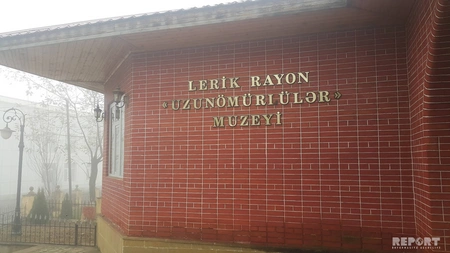 LERİK RAYON
«UZUNÖMÜRLÜLƏR»
MUZEYİ
REPORT